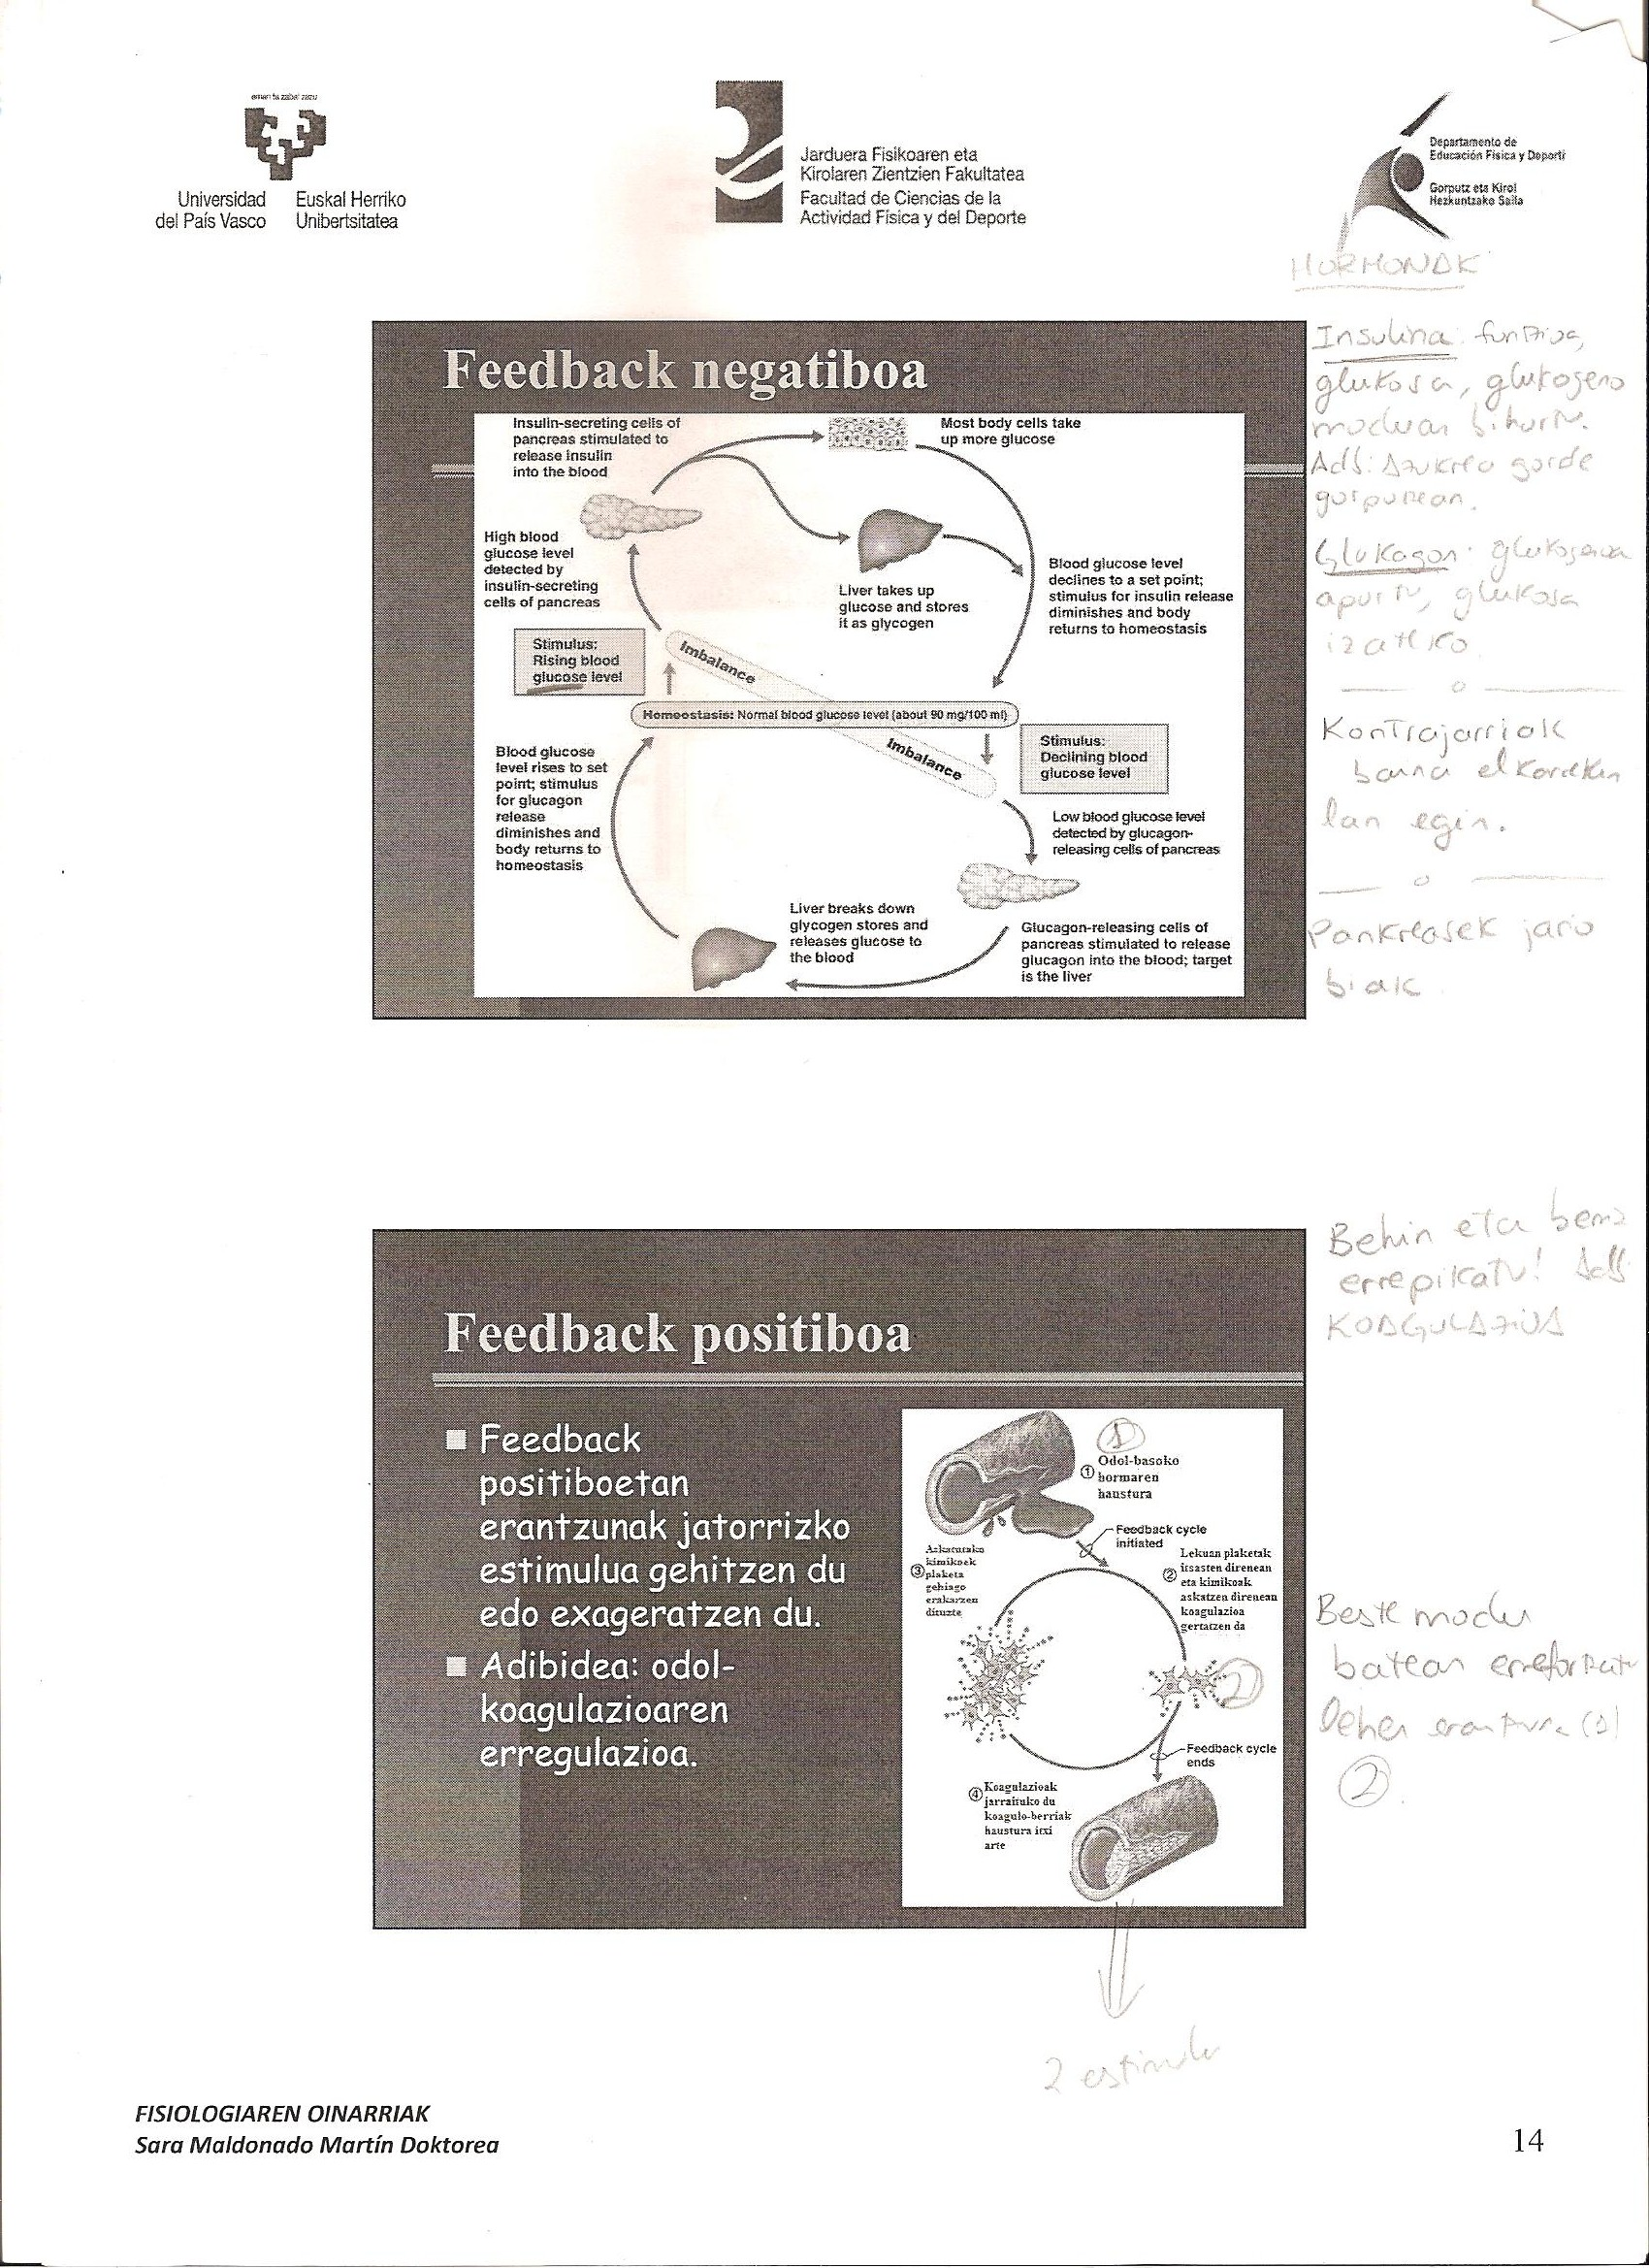 eman ta zabal zazu
Universidad
del País Vasco
Euskal Herriko
Unibertsitatea
Jarduera Fisikoaren eta
Kirolaren Zientzien Fakultatea
Facultad de Ciencias de la
Actividad Física y del Deporte
Departamento de
Educación Física y Deporti
Gorputz eta Kirol
Hezkuntzako Saila
HORMONAK
Feedback negatiboa
Insulin-secreting cells of
pancreas stimulated to
release insulin
into the blood
Most body cells take
up more glucose
High blood
glucose level
detected by
insulin-secreting
cells of pancreas
Liver takes up
glucose and stores
it as glycogen
Blood glucose level
declines to a set point;
stimulus for insulin release
diminishes and body
returns to homeostasis
Stimulus:
Rising blood
glucose level
Imbalance
Homeostasis: Normal blood glucose level (about 90 mg/100 ml)
Imbalance
Stimulus:
Declining blood
glucose level
Blood glucose
level rises to set
point; stimulus
for glucagon
release
diminishes and
body returns to
homeostasis
Low blood glucose level
detected by glucagon-
releasing cells of pancreas
Liver breaks down
glycogen stores and
releases glucose to
the blood
Glucagon-releasing cells of
pancreas stimulated to release
glucagon into the blood; target
is the liver
Insulina: funtzioa,
glukosa, glukogeno
moduan bihurtu.
Adb: Azukrea gorde
gorputzean.
Glukagon: glukogenoa
apurtu, glukosa
izateko
Kontrajarriak
baina elkarrekin
lan egin.
Pankreasek jario
biak
Feedback positiboa
Feedback
positiboetan
erantzunak jatorrizko
estimulua gehitzen du
edo exageratzen du.
Adibidea: odol-
koagulazioaren
erregulazioa.
1
① Odol-basoko
hormaren
haustura
Feedback cycle
initiated
② Lekuan plaketak
itsasten direnean
eta kimikoak
askatzen direnean
koagulazioa
gertatzen da
③ Askatutako
kimikoek
plaketa
gehiago
erakarzen
dituzte
2
Feedback cycle
ends
④ Koagulazioak
jarraituko du
koagulo-berriak
haustura itxi
arte
Behin eta berriz
errepikatu! Adb
KOAGULAZIOA
Beste modu
batean
2
2 estimulu
FISIOLOGIAREN OINARRIAK
Sara Maldonado Martín Doktorea
14